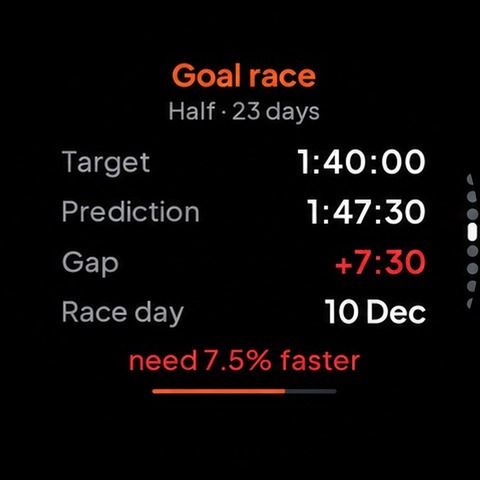 Goal race
Half · 23 days
Target 1:40:00
Prediction 1:47:30
Gap +7:30
Race day 10 Dec
need 7.5% faster